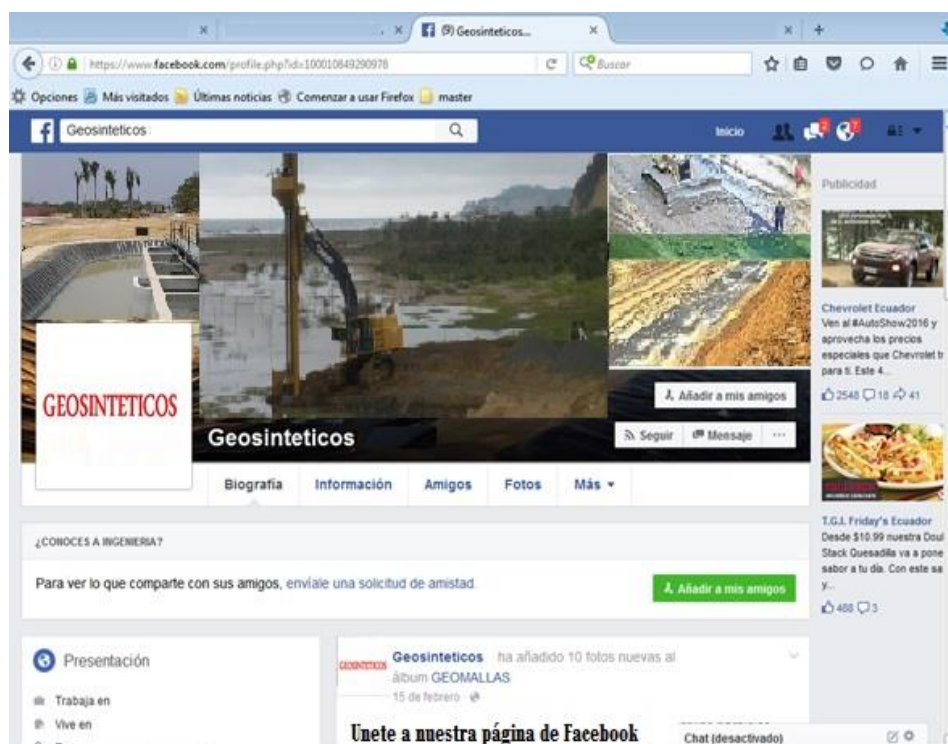 (9) Geosinteticos...
https://www.facebook.com/profile.php?id=100010849290978
Buscar
Opciones Más visitados Últimas noticias Comenzar a usar Firefox master
Geosinteticos
Inicio
2
7
Publicidad
Chevrolet Ecuador
Ven al #AutoShow2016 y
aprovecha los precios
especiales que Chevrolet
para ti. Este 4...
2548 18 41
GEOSINTETICOS
Geosinteticos
Añadir a mis amigos
Seguir Mensaje ...
Biografía Información Amigos Fotos Más
T.G.I. Friday's Ecuador
Desde $10.99 nuestra
Stack Quesadilla va a
sabor a tu día. Con este
y...
488 3
¿CONOCES A INGENIERIA?
Para ver lo que comparte con sus amigos, envíale una solicitud de amistad.
Añadir a mis amigos
Presentación
Trabaja en
Vive en
GEOSINTETICOS
Geosinteticos ha añadido 10 fotos nuevas al
álbum GEOMALLAS
15 de febrero
Unete a nuestra página de Facebook
Chat (desactivado)